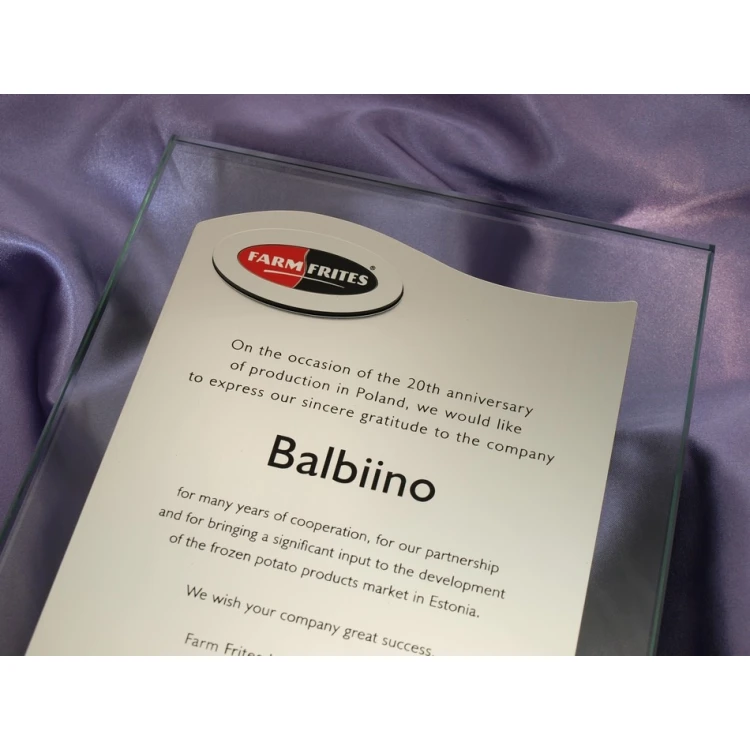 FARM FRITES®
On the occasion of the 20th anniversary
of production in Poland, we would like
to express our sincere gratitude to the company
Balbiino
for many years of cooperation, for our partnership
and for bringing a significant input to the development
of the frozen potato products market in Estonia.
We wish your company great success.
Farm Frites